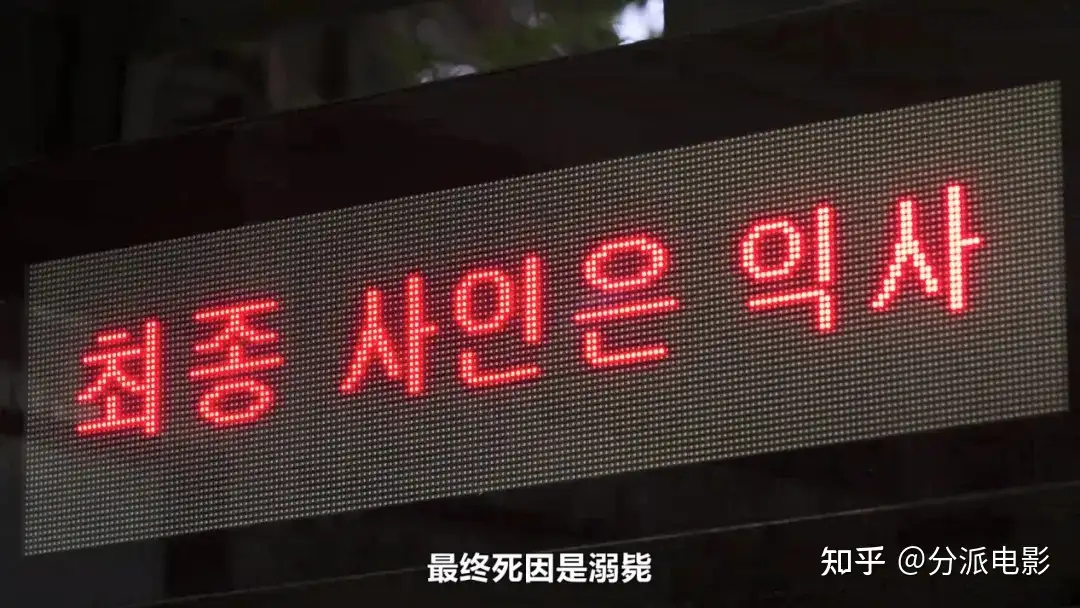 최종 사인은 익사
最终死因是溺毙
知乎 @分派电影